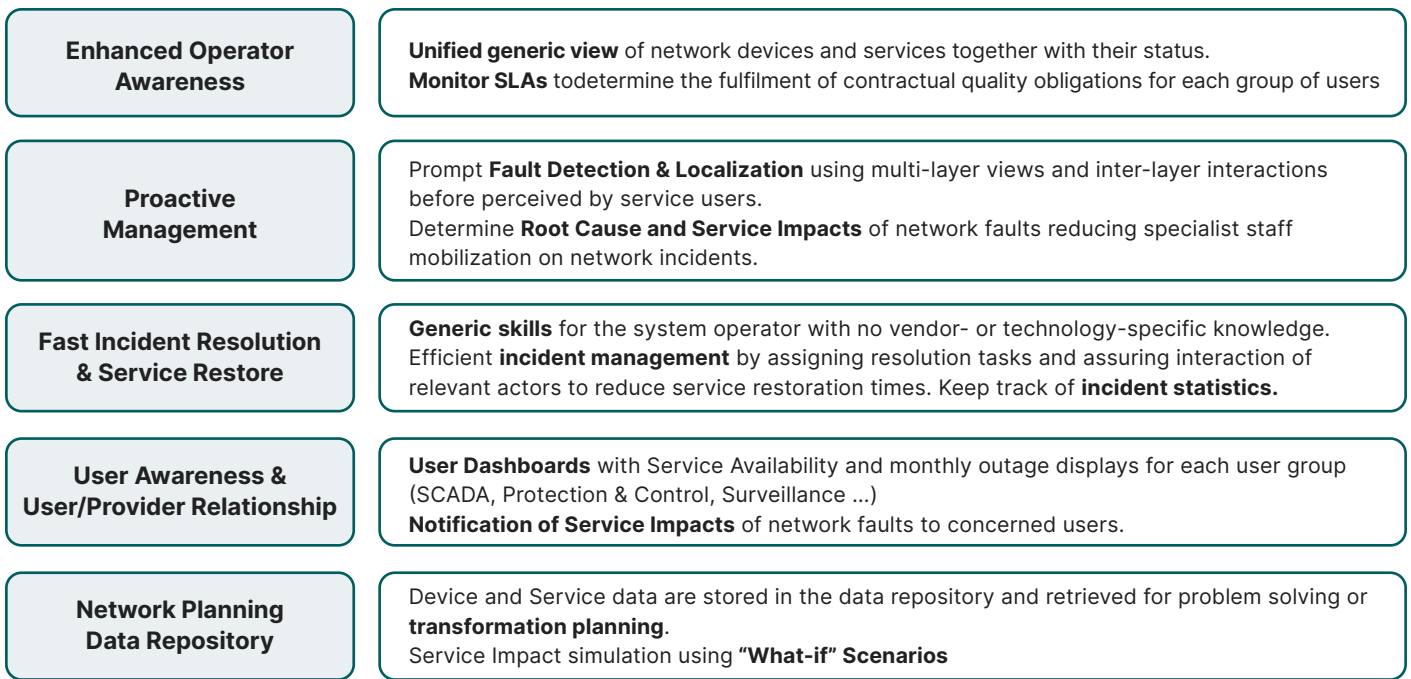 Enhanced Operator
Awareness
Unified generic view of network devices and services together with their status.
Monitor SLAs todetermine the fulfilment of contractual quality obligations for each group of users
Proactive
Management
Prompt Fault Detection & Localization using multi-layer views and inter-layer interactions
before perceived by service users.
Determine Root Cause and Service Impacts of network faults reducing specialist staff
mobilization on network incidents.
Fast Incident Resolution
& Service Restore
Generic skills for the system operator with no vendor- or technology-specific knowledge.
Efficient incident management by assigning resolution tasks and assuring interaction of
relevant actors to reduce service restoration times. Keep track of incident statistics.
User Awareness &
User/Provider Relationship
User Dashboards with Service Availability and monthly outage displays for each user group
(SCADA, Protection & Control, Surveillance ...)
Notification of Service Impacts of network faults to concerned users.
Network Planning
Data Repository
Device and Service data are stored in the data repository and retrieved for problem solving or
transformation planning.
Service Impact simulation using “What-if” Scenarios